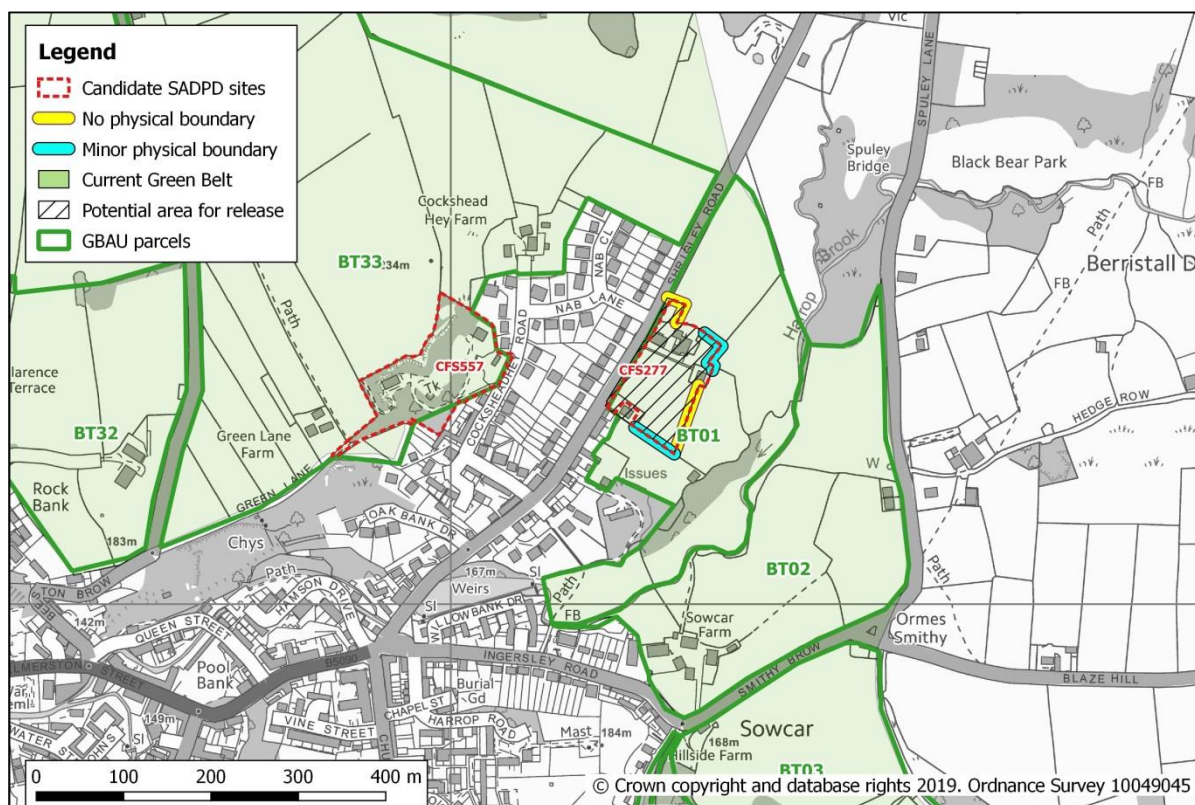 Legend
Candidate SADPD sites
No physical boundary
Minor physical boundary
Current Green Belt
Potential area for release
GBAU parcels
Vic
SPULEY LANE
Spuley
Bridge
Black Bear Park
FB
Path
Berristall D
FB
Cockshead
Hey Farm
234m
BT33
NAB CL
NAB LANE
SHRIGLEY ROAD
Harrop
Brook
Path
CFS557
Tk
COCKSHEADHEY ROAD
CFS277
BT01
HEDGE ROW
larence
Terrace
BT32
Green Lane
Farm
GREEN LANE
Rock
Bank
183m
Issues
W
OAK BANK DR
Chys
Path
BT02
Path
167m
Weirs
SI
SI
Path
FB
Sowcar
Farm
Ormes
Smithy
142m
QUEEN STREET
HAMSON DRIVE
Pool
Bank
B5090
INGERSLEY ROAD
SMITHY BROW
BLAZE HILL
149m
VINE STREET
CHAPEL ST
Burial
Gd
HARROP ROAD
Mast
184m
Sowcar
168m
Hillside Farm
BT03
SI
0 100 200 300 400 m
© Crown copyright and database rights 2019. Ordnance Survey 10049045